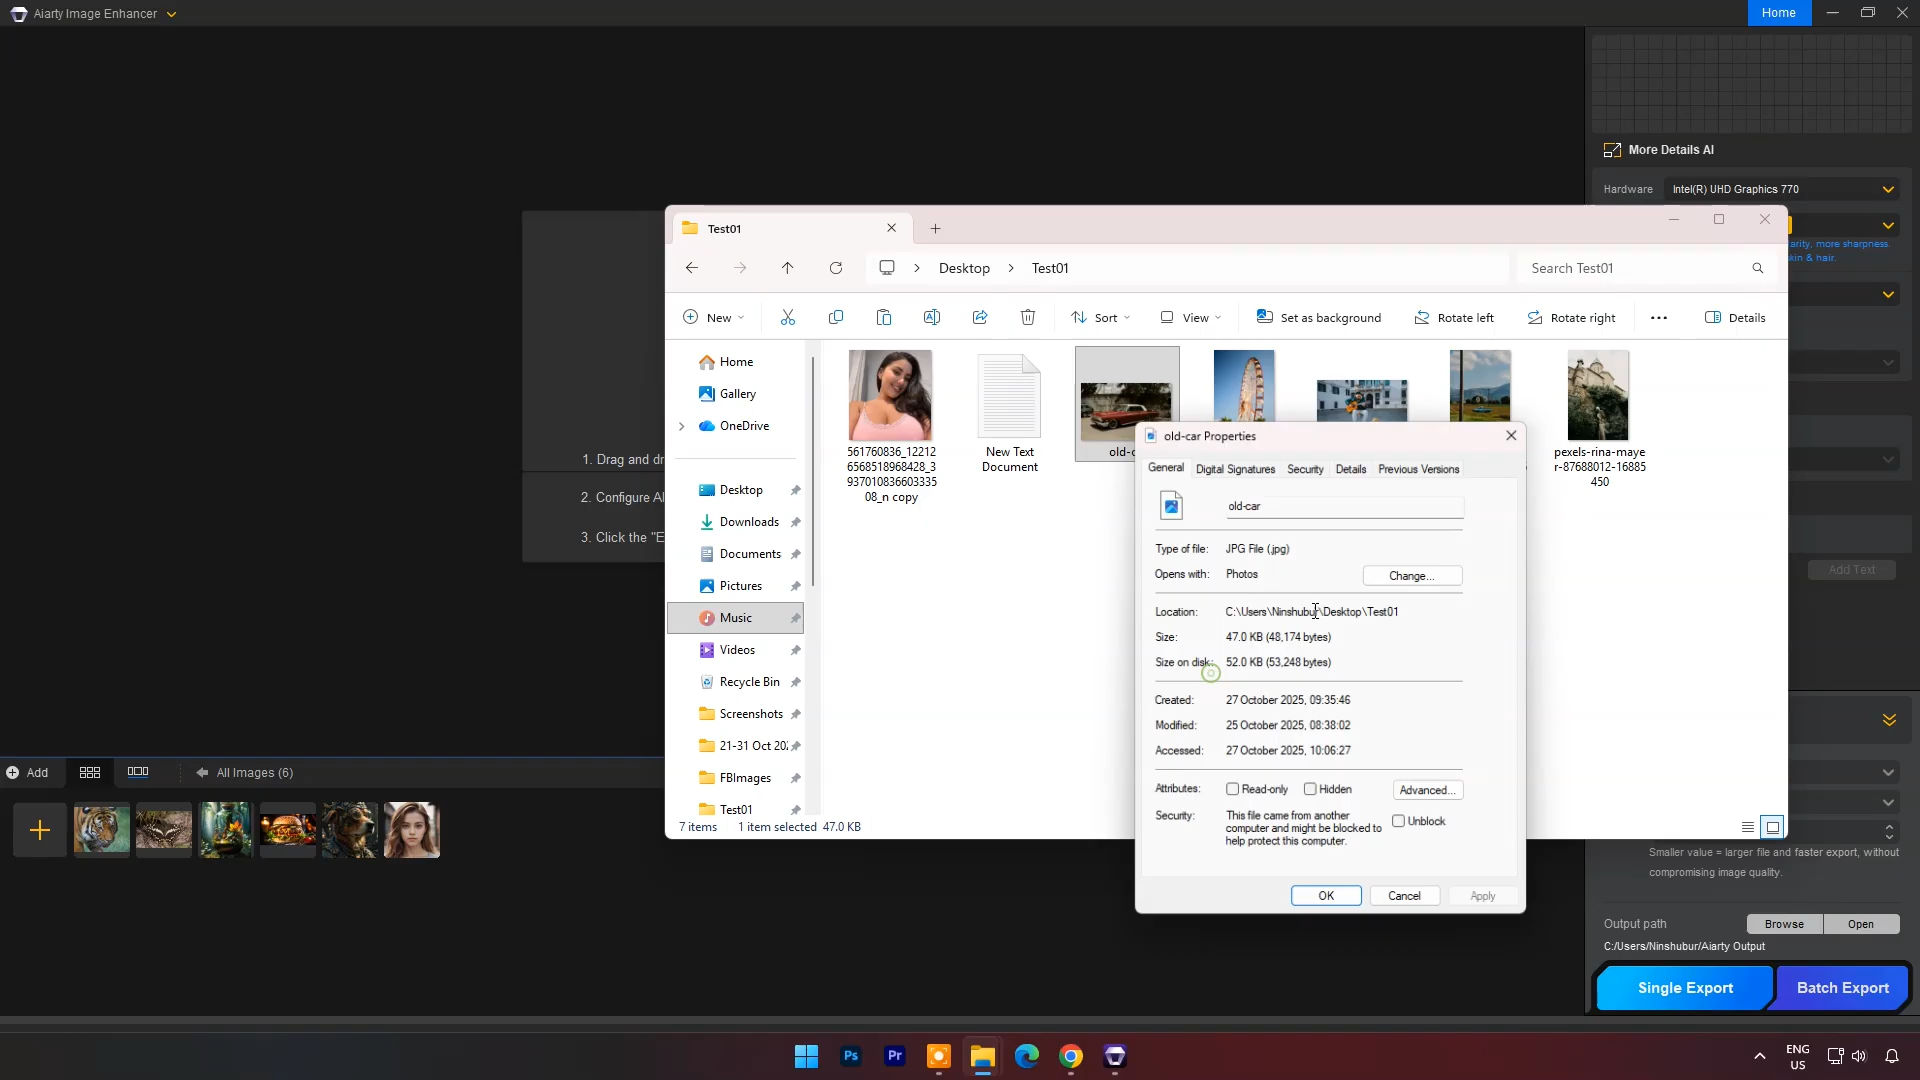 Aiarty Image Enhancer
Home
More Details AI
Hardware
Intel(R) UHD Graphics 770
arity, more sharpness.
kin & hair.
Test01
Desktop
Test01
Search Test01
New
Sort
View
Set as background
Rotate left
Rotate right
Details
Home
Gallery
OneDrive
Desktop
Downloads
Documents
Pictures
Music
Videos
Recycle Bin
Screenshots
21-31 Oct 20
FBImages
Test01
561760836_12212
6568518968428_3
937010836603335
08_n copy
New Text
Document
old-c
pexels-rina-maye
r-87688012-16885
450
7 items
1 item selected 47.0 KB
1. Drag and dr
2. Configure AI
3. Click the "E
old-car Properties
General
Digital Signatures
Security
Details
Previous Versions
old-car
Type of file:
JPG File (.jpg)
Opens with:
Photos
Change...
Location:
C:\Users\Ninshubur\Desktop\Test01
Size:
47.0 KB (48,174 bytes)
Size on disk:
52.0 KB (53,248 bytes)
Created:
27 October 2025, 09:35:46
Modified:
25 October 2025, 08:38:02
Accessed:
27 October 2025, 10:06:27
Attributes:
Read-only
Hidden
Advanced...
Security:
This file came from another
computer and might be blocked to
help protect this computer.
Unblock
OK
Cancel
Apply
Add Text
Add
All Images (6)
Smaller value = larger file and faster export, without
compromising image quality.
Output path
Browse
Open
C:/Users/Ninshubur/Aiarty Output
Single Export
Batch Export
Ps
Pr
ENG
US